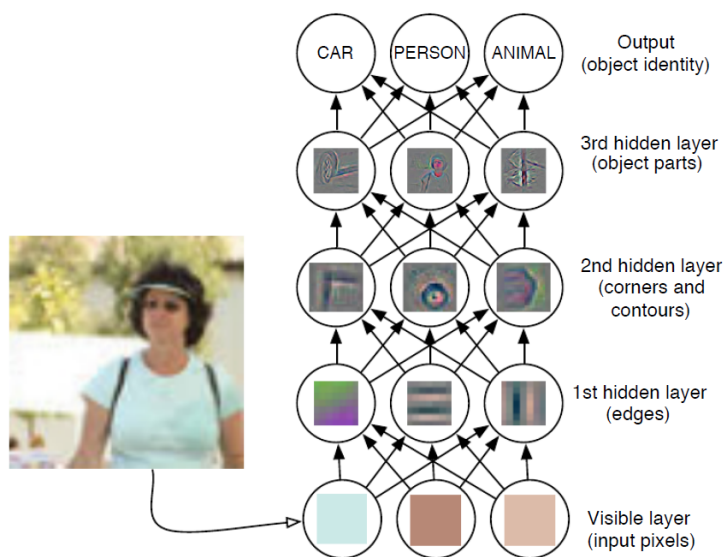 CAR
PERSON
ANIMAL
Output
(object identity)
3rd hidden layer
(object parts)
2nd hidden layer
(corners and
contours)
1st hidden layer
(edges)
Visible layer
(input pixels)